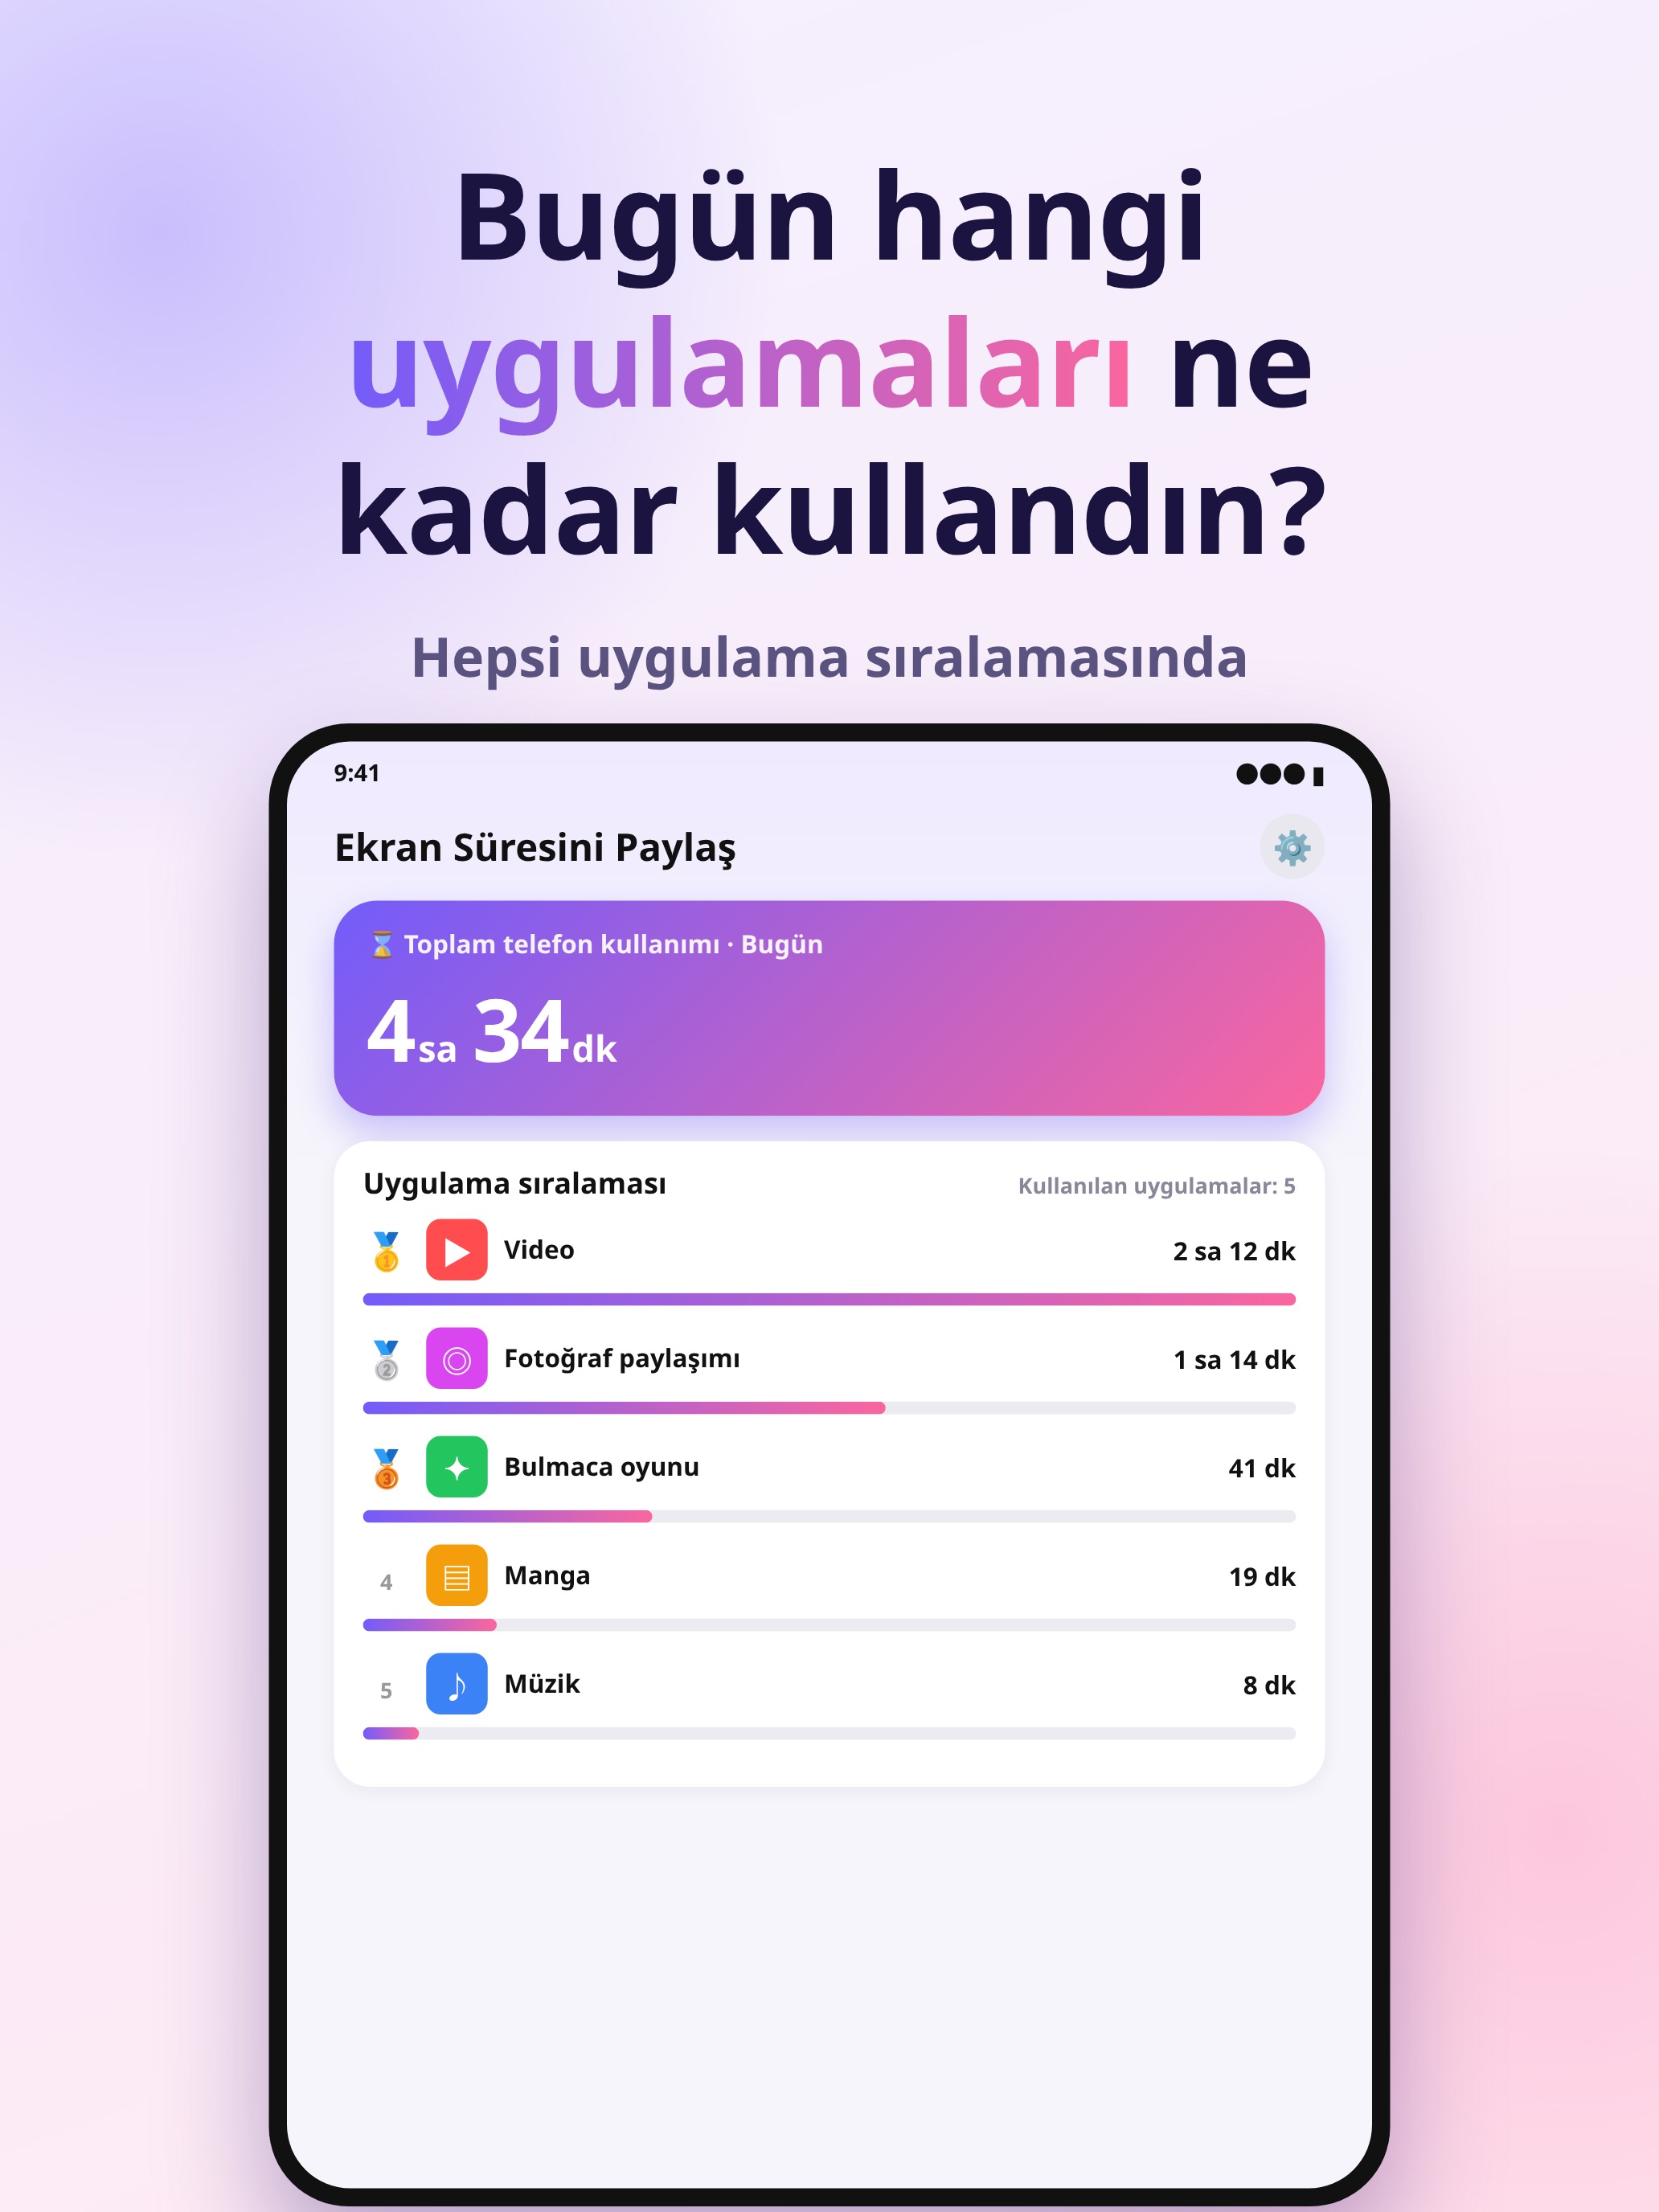 Bugün hangi
uygulamaları ne
kadar kullandın?
Hepsi uygulama sıralamasında
9:41
Ekran Süresini Paylaş
⌛ Toplam telefon kullanımı · Bugün
4sa 34dk
Uygulama sıralaması Kullanılan uygulamalar: 5
🥇 Video 2 sa 12 dk
🥈 Fotoğraf paylaşımı 1 sa 14 dk
🥉 Bulmaca oyunu 41 dk
4 Manga 19 dk
5 Müzik 8 dk